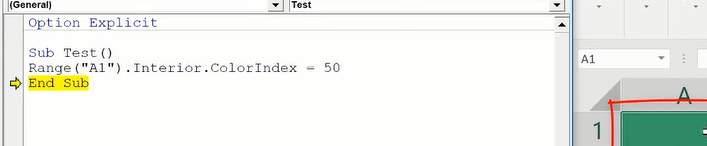 (General)
Test
Option Explicit
Sub Test()
Range("A1").Interior.ColorIndex = 50
End Sub
A1
A
1